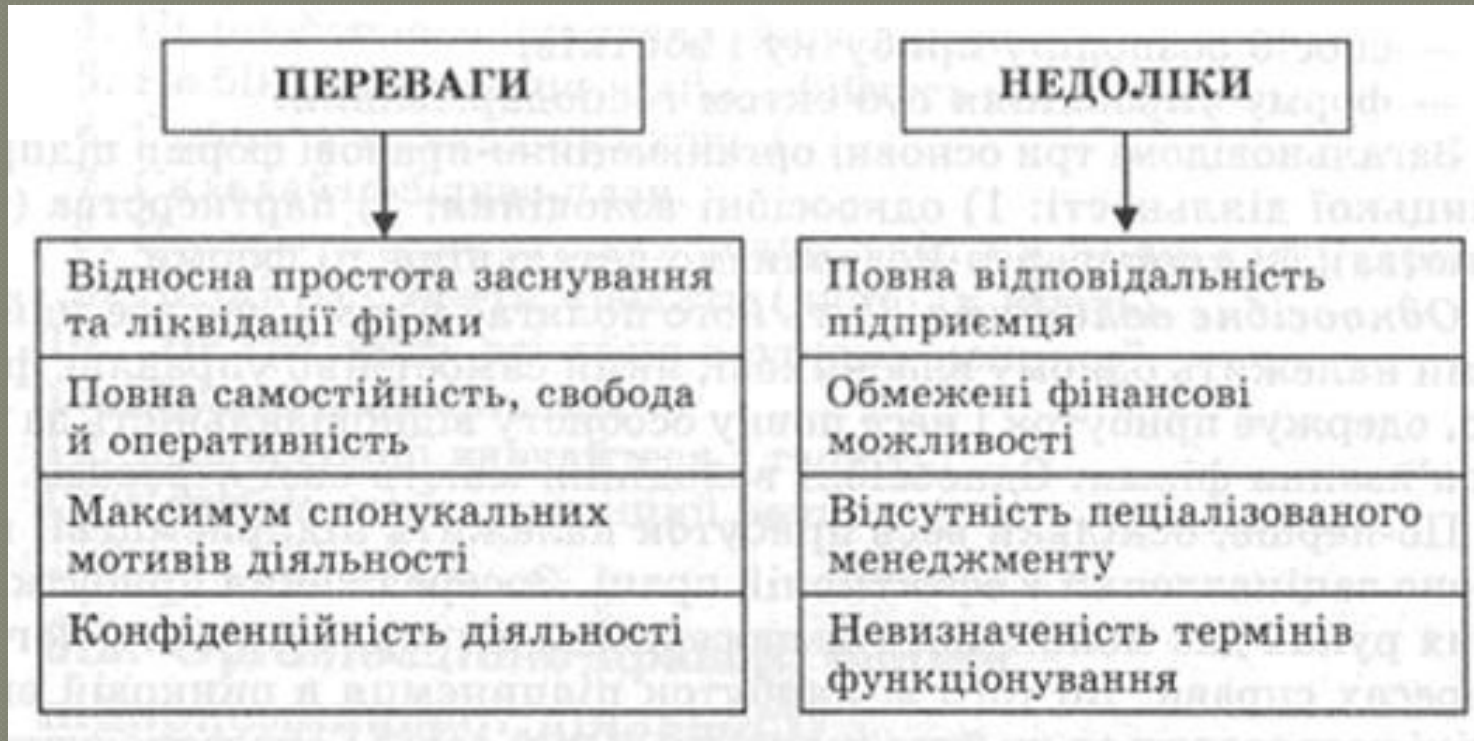 ПЕРЕВАГИ
Відносна простота заснування
та ліквідації фірми
Повна самостійність, свобода
й оперативність
Максимум спонукальних
мотивів діяльності
Конфіденційність діяльності
НЕДОЛІКИ
Повна відповідальність
підприємця
Обмежені фінансові
можливості
Відсутність пеціалізованого
менеджменту
Невизначеність термінів
функціонування